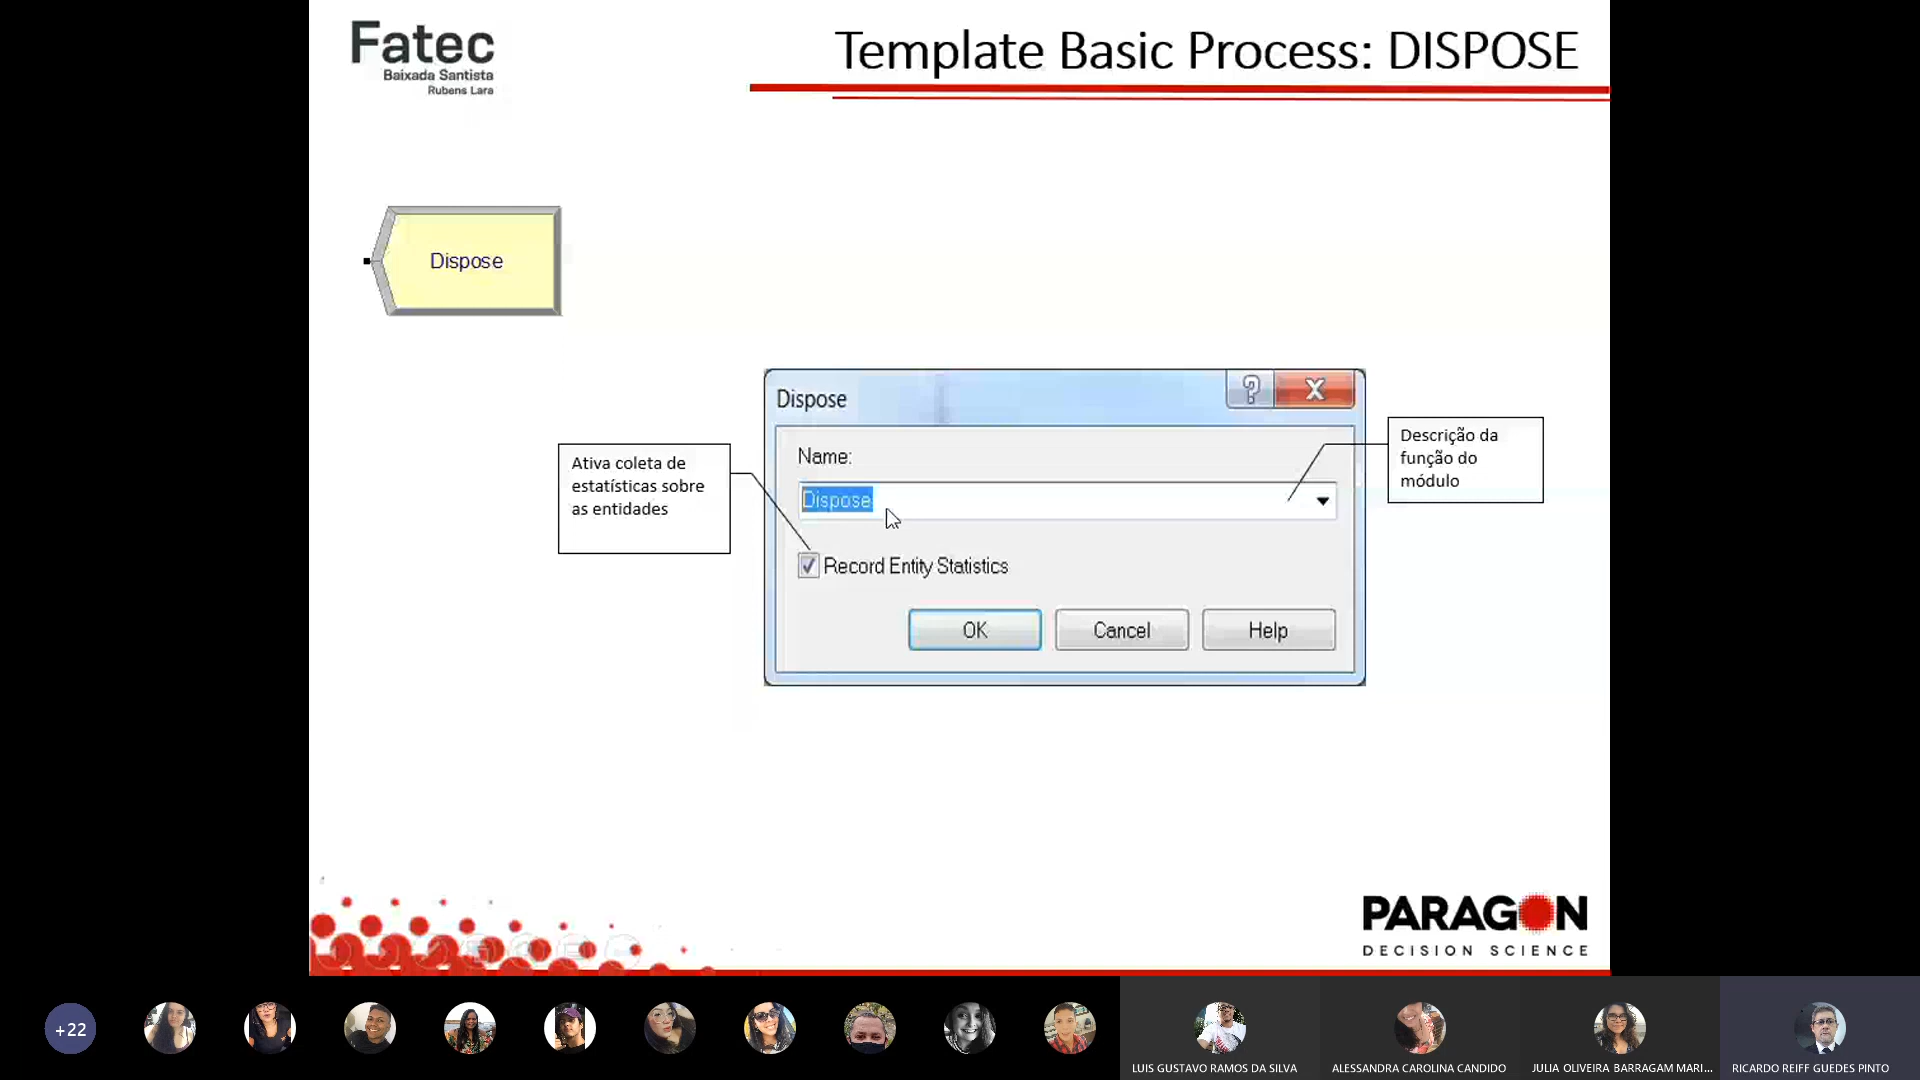 Fatec
Baixada Santista
Rubens Lara
Template Basic Process: DISPOSE
Dispose
Dispose
?
X
Name:
Dispose
Record Entity Statistics
OK
Cancel
Help
Ativa coleta de
estatísticas sobre
as entidades
Descrição da
função do
módulo
PARAGON
DECISION SCIENCE
+22
LUIS GUSTAVO RAMOS DA SILVA
ALESSANDRA CAROLINA CANDIDO
JULIA OLIVEIRA BARRAGAM MARI...
RICARDO REIFF GUEDES PINTO